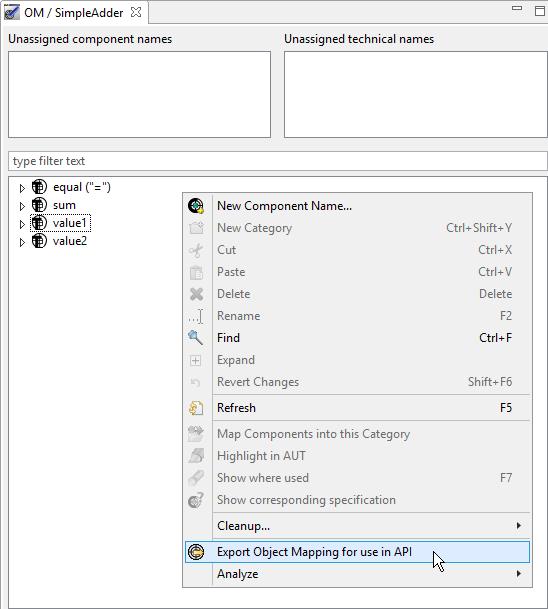 OM / SimpleAdder
Unassigned component names Unassigned technical names
type filter text
equal ("=")
sum
value1
value2
New Component Name...
New Category Ctrl+Shift+Y
Cut Ctrl+X
Paste Ctrl+V
Delete Delete
Rename F2
Find Ctrl+F
Expand
Revert Changes Shift+F6
Refresh F5
Map Components into this Category
Highlight in AUT
Show where used F7
Show corresponding specification
Cleanup...
Export Object Mapping for use in API
Analyze